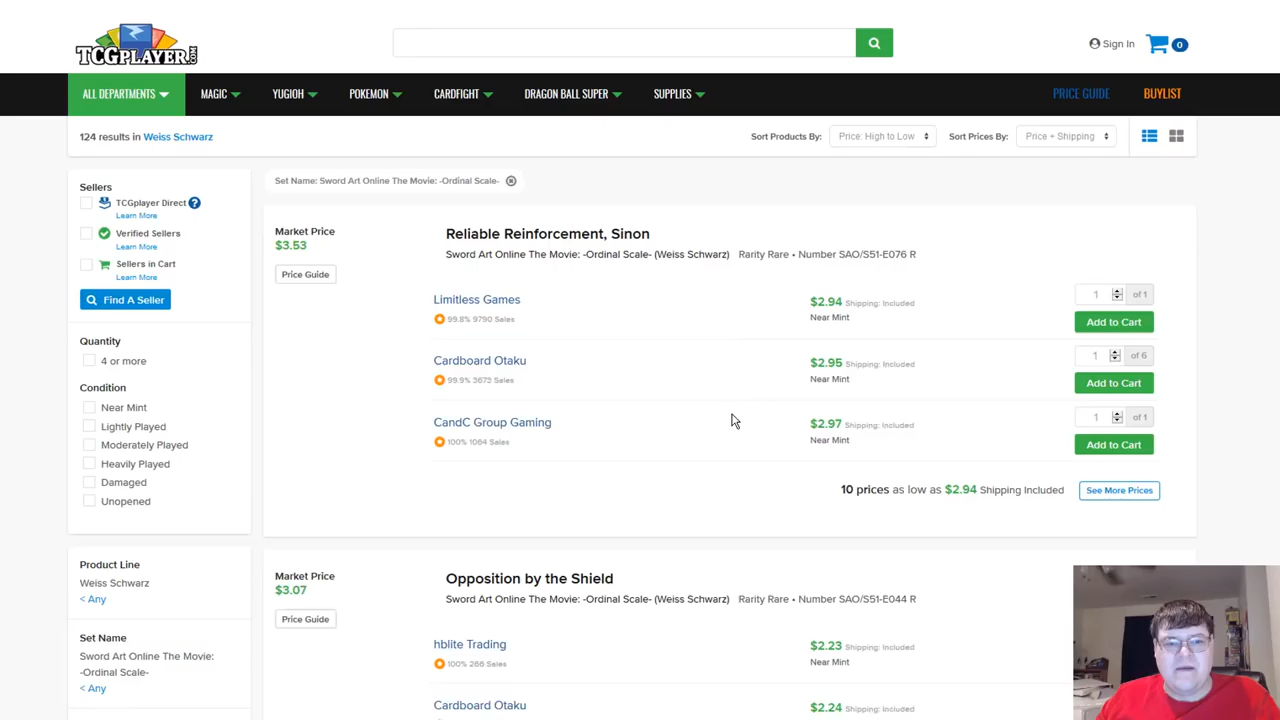 TCGPLAYER.COM
Sign In
0
ALL DEPARTMENTS
MAGIC
YUGIOH
POKEMON
CARDFIGHT
DRAGON BALL SUPER
SUPPLIES
PRICE GUIDE
BUYLIST
124 results in Weiss Schwarz
Sort Products By:
Price: High to Low
Sort Prices By:
Price + Shipping
Set Name: Sword Art Online The Movie: -Ordinal Scale-
Sellers
TCGplayer Direct ?
Learn More
Verified Sellers
Learn More
Sellers in Cart
Learn More
Find A Seller
Quantity
4 or more
Condition
Near Mint
Lightly Played
Moderately Played
Heavily Played
Damaged
Unopened
Product Line
Weiss Schwarz
< Any
Set Name
Sword Art Online The Movie:
-Ordinal Scale-
< Any
Market Price
$3.53
Price Guide
Reliable Reinforcement, Sinon
Sword Art Online The Movie: -Ordinal Scale- (Weiss Schwarz) Rarity Rare • Number SAO/S51-E076 R
Limitless Games
99.8% 9790 Sales
$2.94 Shipping: Included
Near Mint
1 of 1
Add to Cart
Cardboard Otaku
99.9% 3673 Sales
$2.95 Shipping: Included
Near Mint
1 of 6
Add to Cart
CandC Group Gaming
100% 1064 Sales
$2.97 Shipping: Included
Near Mint
1 of 1
Add to Cart
10 prices as low as $2.94 Shipping Included
See More Prices
Market Price
$3.07
Price Guide
Opposition by the Shield
Sword Art Online The Movie: -Ordinal Scale- (Weiss Schwarz) Rarity Rare • Number SAO/S51-E044 R
hblite Trading
100% 266 Sales
$2.23 Shipping: Included
Near Mint
Cardboard Otaku
$2.24 Shipping: Included